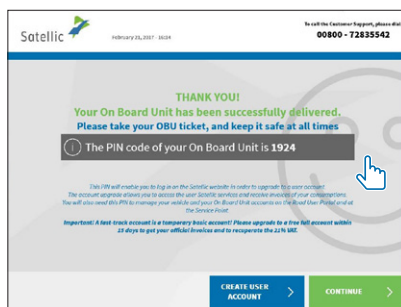 Satellic
February 21, 2017 - 16:54
To call the Customer Support, please dial
00800 - 72835542
THANK YOU!
Your On Board Unit has been successfully delivered.
Please take your OBU ticket, and keep it safe at all times
i The PIN code of your On Board Unit is 1924
This PIN will enable you to log in on the Satellic website in order to upgrade to a user account
The account upgrade allows you to access the user Satellic services and receive invoices of your consumptions.
You will also need this PIN to manage your vehicle and your On Board Unit accounts on the Road User Portal and at
the Service Point
Important! A fast-track account is a temporary basic account! Please upgrade to a free full account within
15 days to get your official invoices and to recuperate the 21% VAT.
CREATE USER
ACCOUNT
CONTINUE